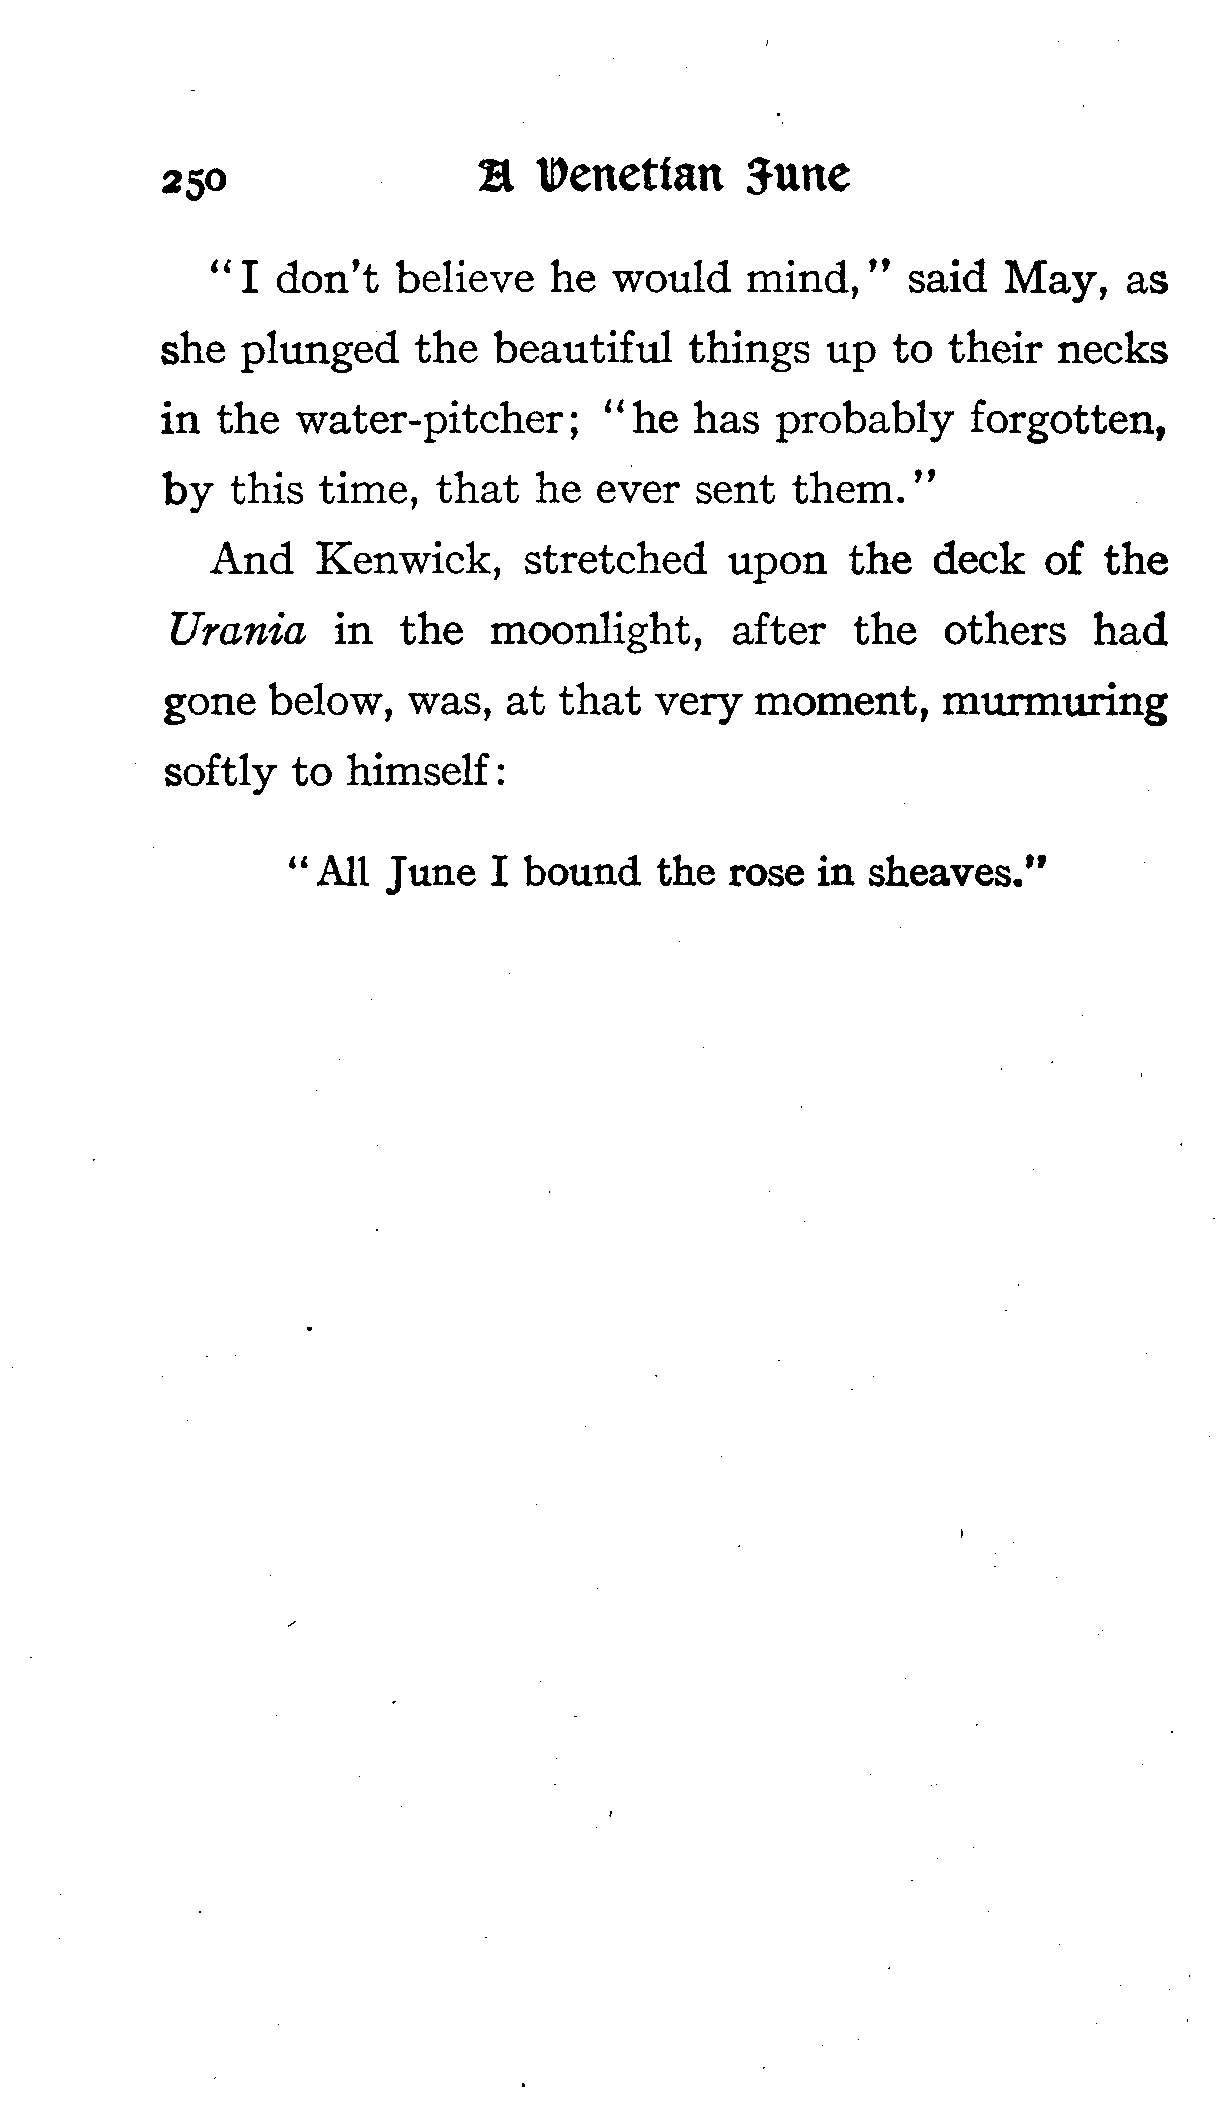 250 A Venetian June
"I don't believe he would mind," said May, as
she plunged the beautiful things up to their necks
in the water-pitcher; "he has probably forgotten,
by this time, that he ever sent them."
And Kenwick, stretched upon the deck of the
Urania in the moonlight, after the others had
gone below, was, at that very moment, murmuring
softly to himself:
"All June I bound the rose in sheaves."